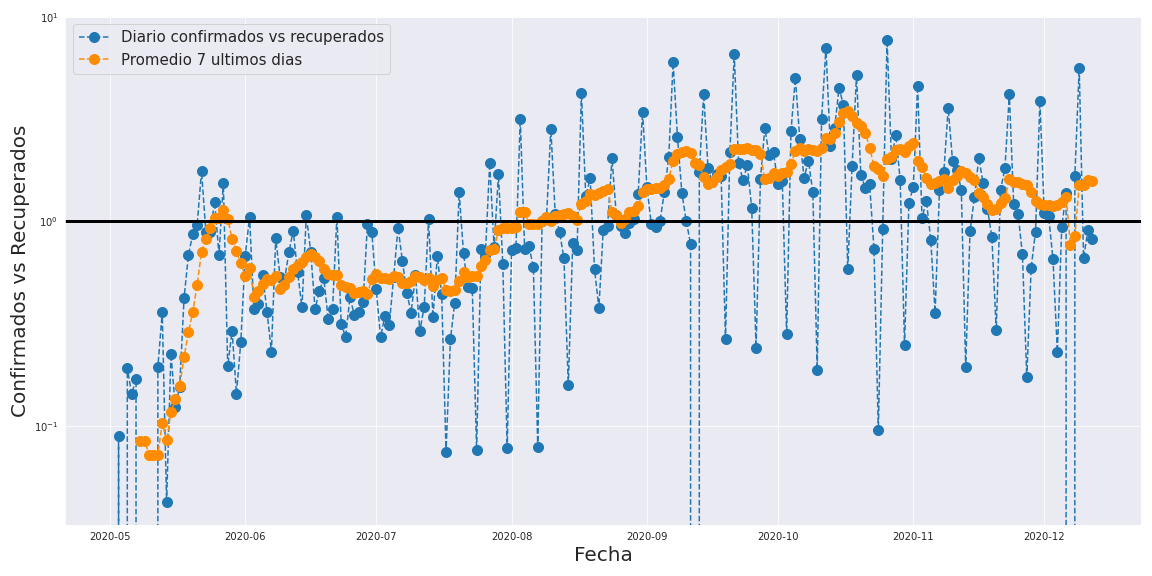 Diario confirmados vs recuperados
Promedio 7 ultimos dias
Confirmados vs Recuperados
10¹
10⁰
10⁻¹
2020-05 2020-06 2020-07 2020-08 2020-09 2020-10 2020-11 2020-12
Fecha